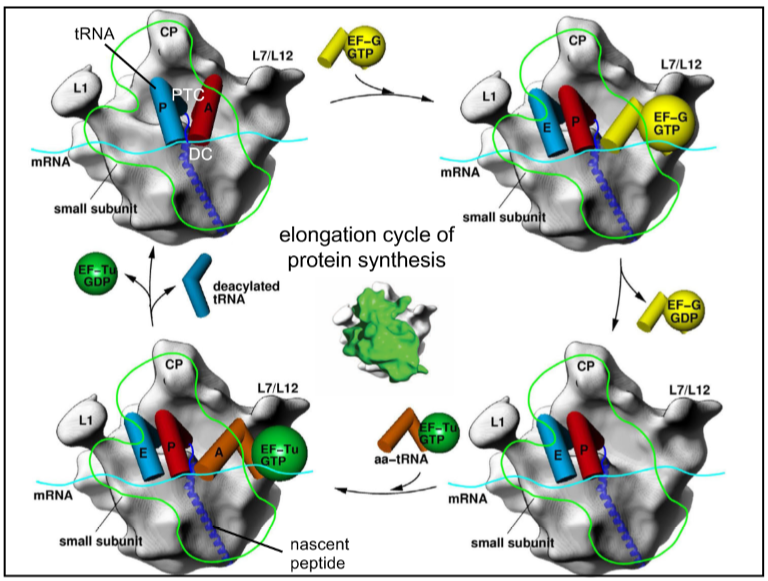 tRNA
CP
L7/L12
L1
PTC
P
A
DC
mRNA
small subunit
EF–G
GTP
CP
L7/L12
L1
E
P
EF–G
GTP
mRNA
small subunit
elongation cycle of
protein synthesis
EF–Tu
GDP
deacylated
tRNA
EF–G
GDP
CP
L7/L12
L1
E
P
A
EF–Tu
GTP
mRNA
small subunit
nascent
peptide
EF–Tu
GTP
aa–tRNA
CP
L7/L12
L1
E
P
mRNA
small subunit